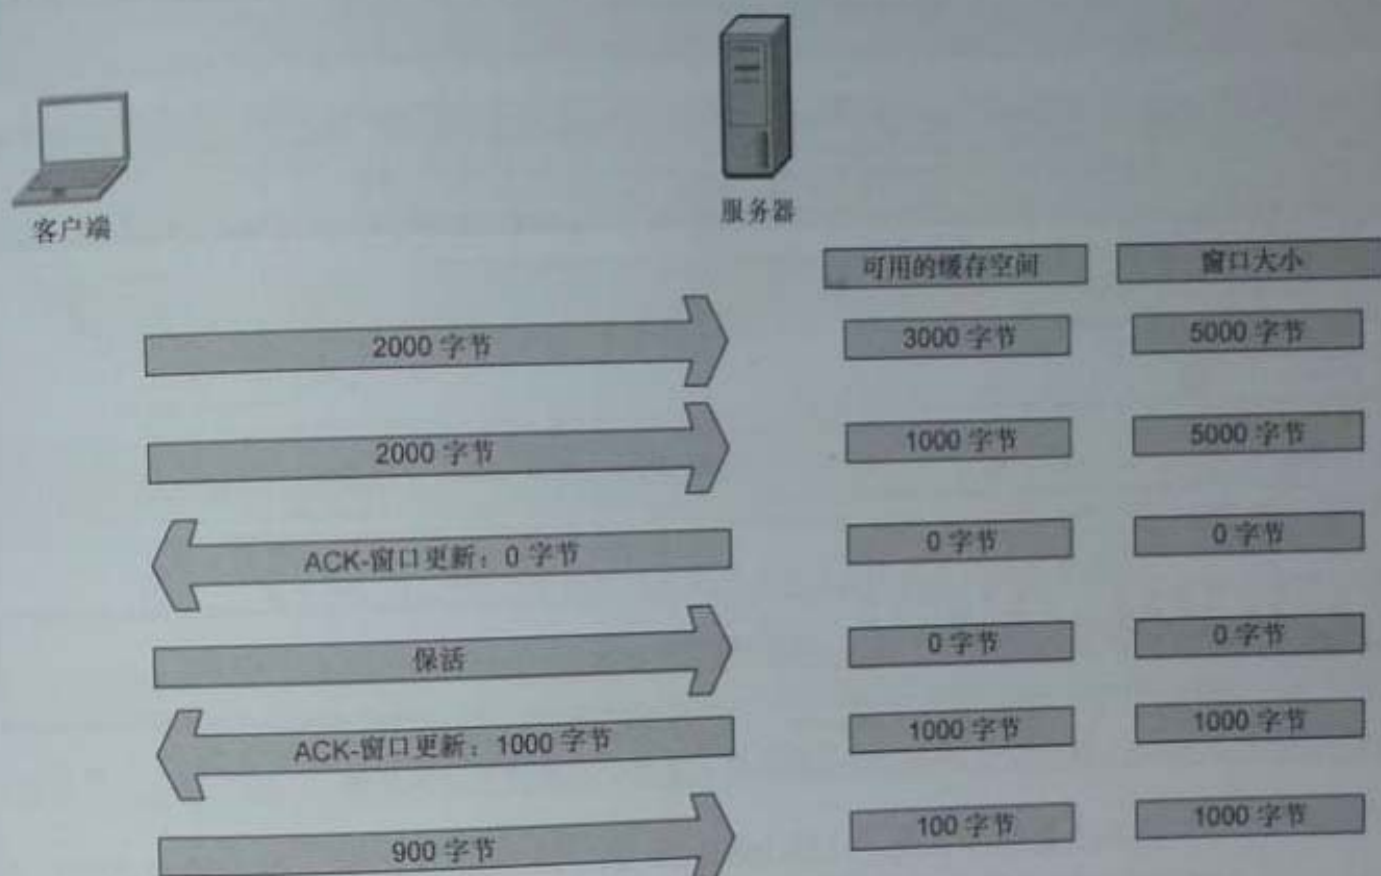 客户端
服务器
可用的缓存空间 窗口大小
2000 字节 3000 字节 5000 字节
2000 字节 1000 字节 5000 字节
ACK-窗口更新：0 字节 0 字节 0 字节
保活 0 字节 0 字节
ACK-窗口更新：1000 字节 1000 字节 1000 字节
900 字节 100 字节 1000 字节